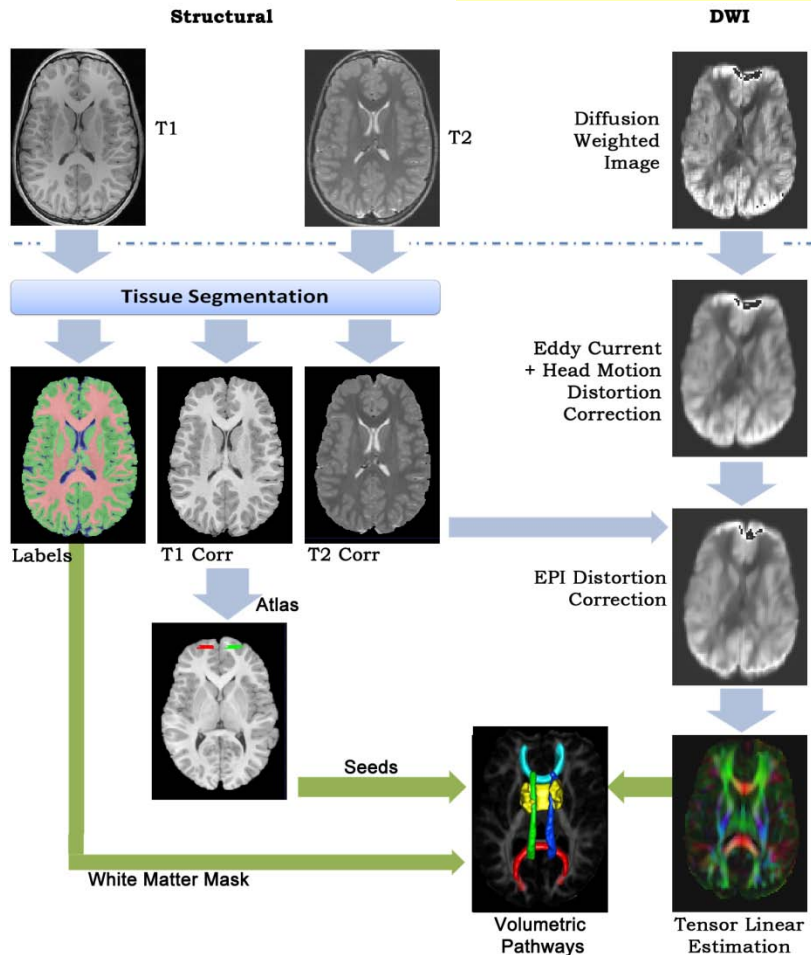 Structural
DWI
T1
T2
Diffusion
Weighted
Image
Tissue Segmentation
Eddy Current
+ Head Motion
Distortion
Correction
Labels
T1 Corr
T2 Corr
EPI Distortion
Correction
Atlas
Seeds
White Matter Mask
Volumetric
Pathways
Tensor Linear
Estimation